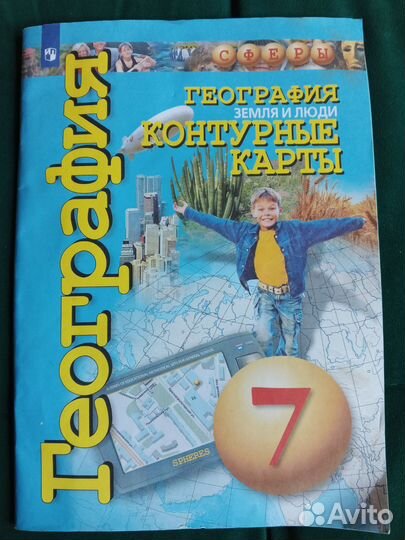 СФЕРЫ
ГЕОГРАФИЯ
ЗЕМЛЯ И ЛЮДИ
КОНТУРНЫЕ
КАРТЫ
География
SPHERES
7
Avito